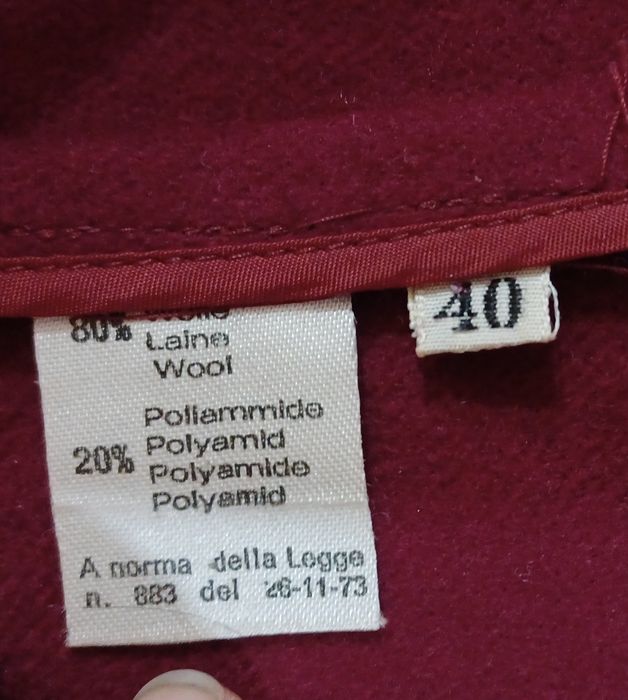 80%
Laine
Wool
20%
Poliammide
Polyamid
Polyamide
Polyamid
A norma della Legge
n. 883 del 26-11-73
40